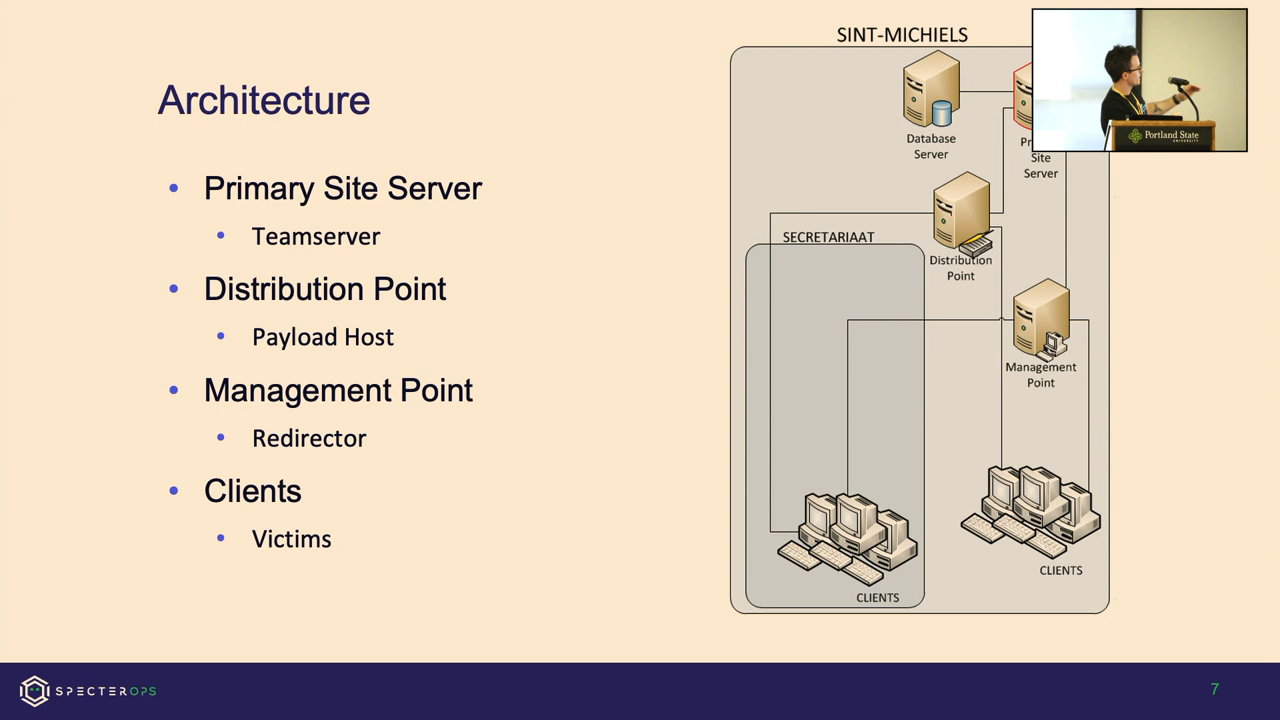 Architecture
• Primary Site Server
• Teamserver
• Distribution Point
• Payload Host
• Management Point
• Redirector
• Clients
• Victims
SINT-MICHIELS
Database
Server
Site
Server
SECRETARIAAT
Distribution
Point
Management
Point
CLIENTS
CLIENTS
Portland State
UNIVERSITY
SPECTEROPS
7